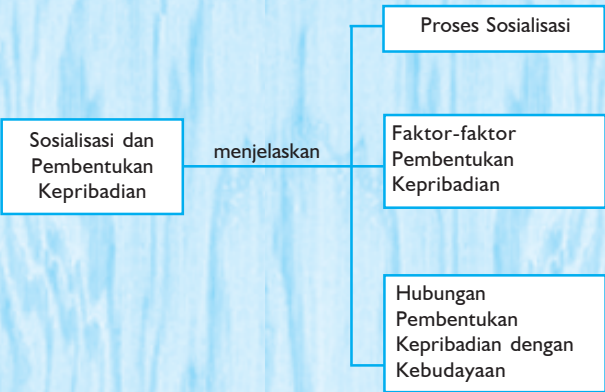 Sosialisasi dan
Pembentukan
Kepribadian
menjelaskan
Proses Sosialisasi
Faktor-faktor
Pembentukan
Kepribadian
Hubungan
Pembentukan
Kepribadian dengan
Kebudayaan